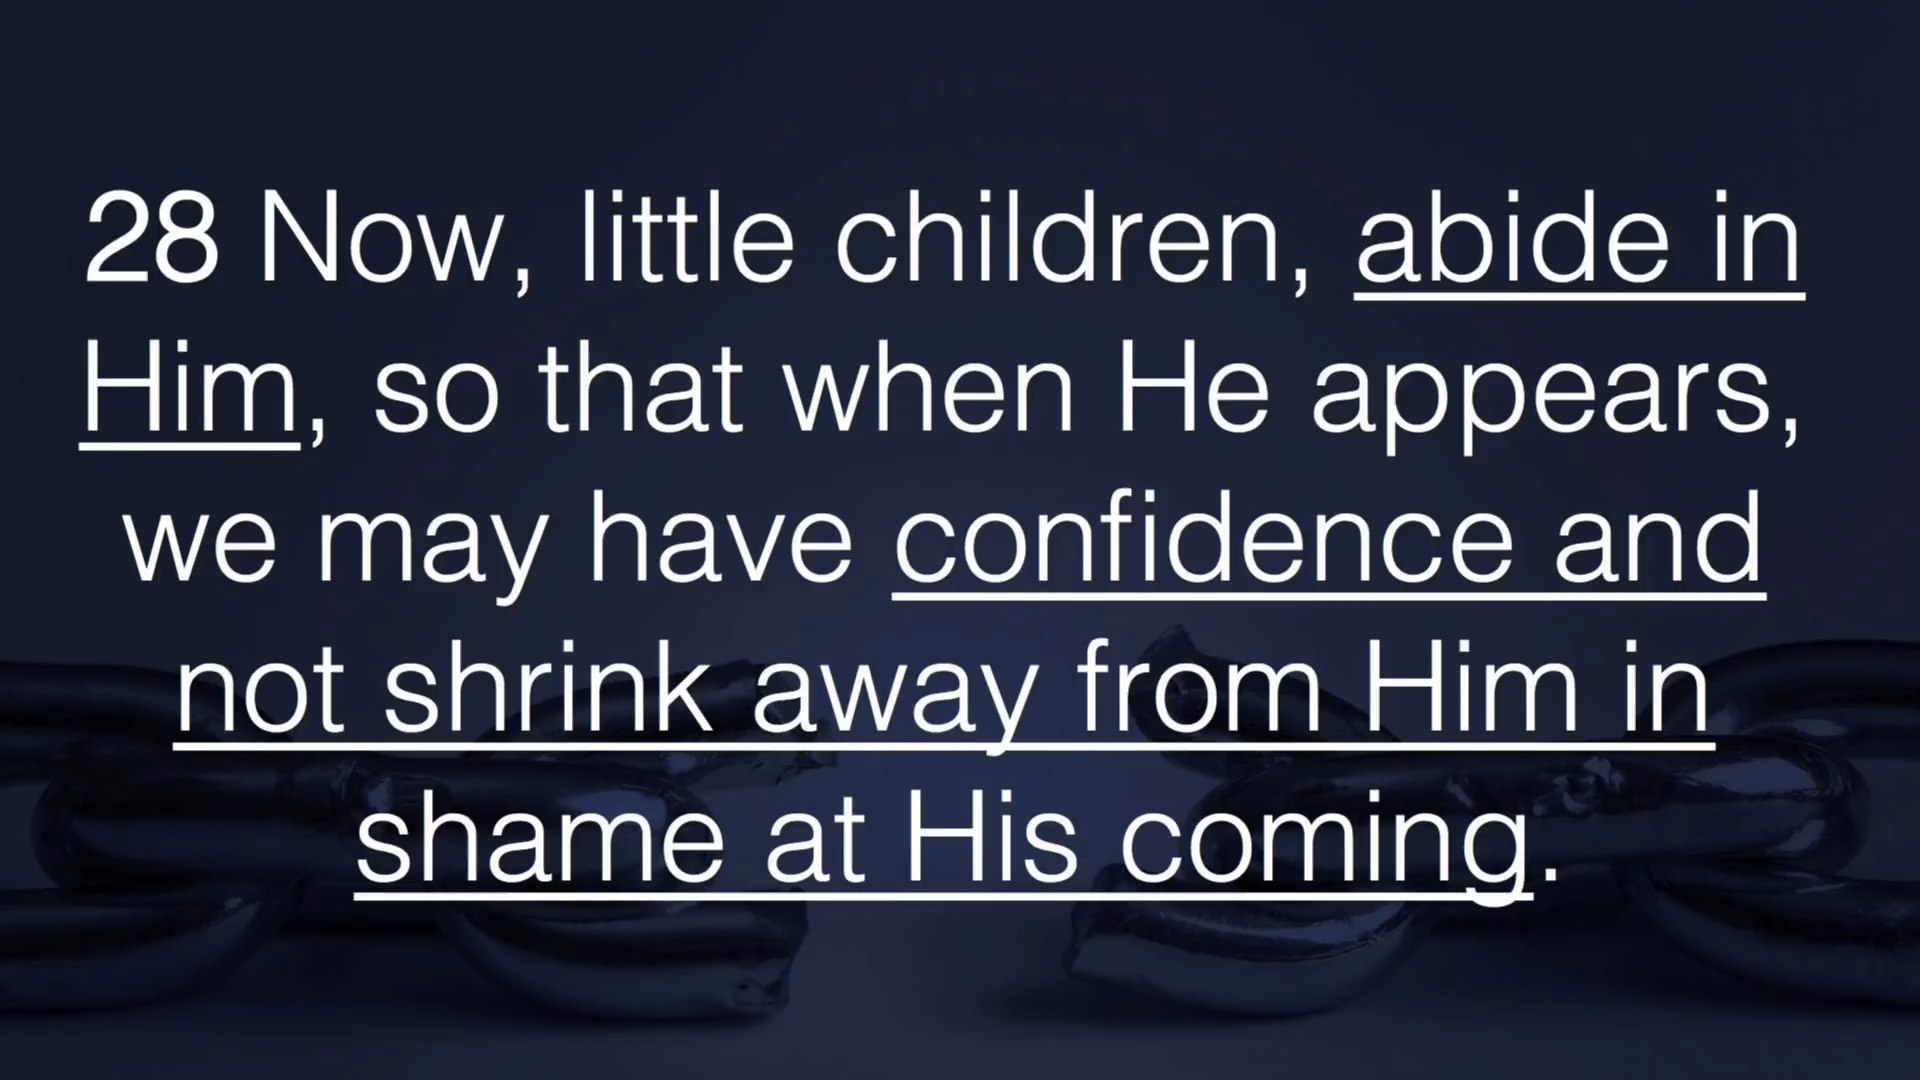 28 Now, little children, abide in
Him, so that when He appears,
we may have confidence and
not shrink away from Him in
shame at His coming.